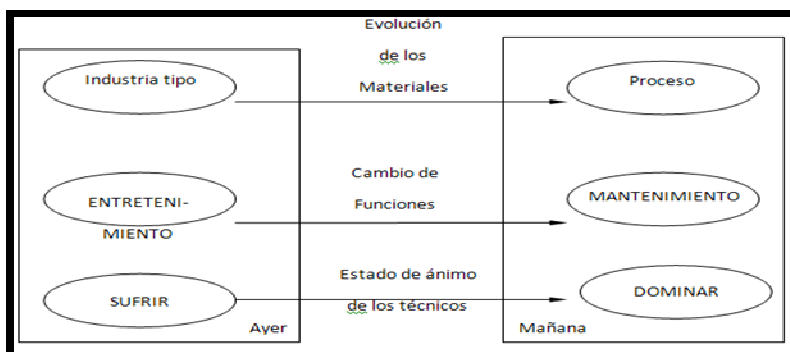 Evolución
de los
Materiales
Industria tipo
Proceso
Cambio de
Funciones
ENTRETENI-
MIENTO
MANTENIMIENTO
Estado de ánimo
de los técnicos
SUFRIR
DOMINAR
Ayer
Mañana